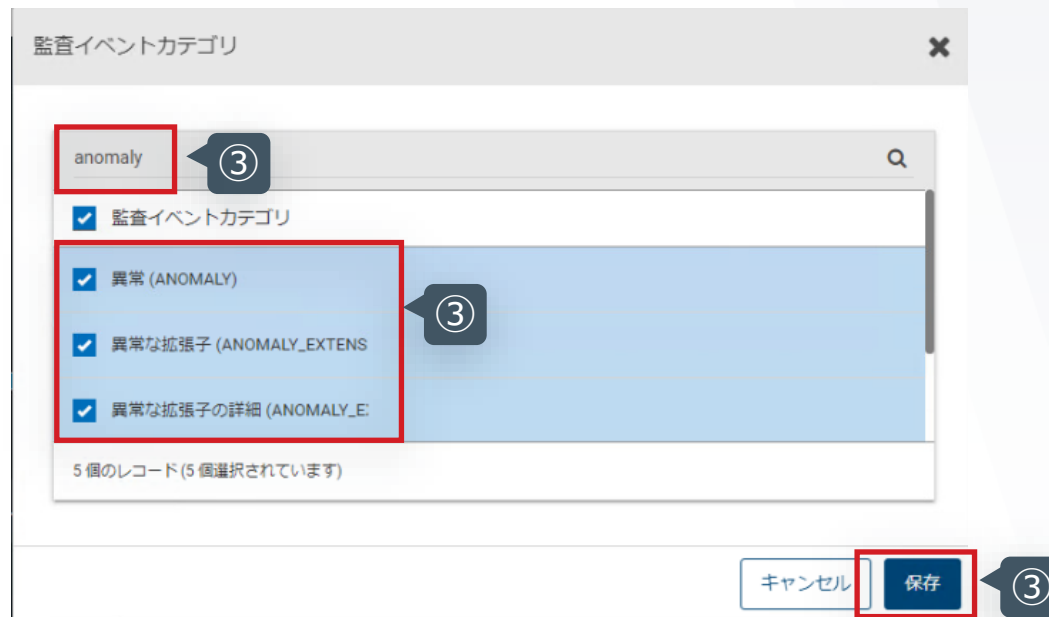 監査イベントカテゴリ
anomaly
③
監査イベントカテゴリ
異常 (ANOMALY)
③
異常な拡張子 (ANOMALY_EXTENS
異常な拡張子の詳細 (ANOMALY_E
5 個のレコード (5 個選択されています)
キャンセル
保存
③